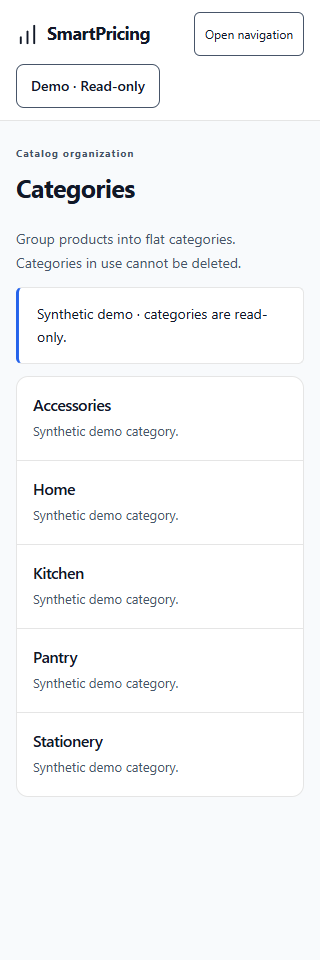 SmartPricing
Open navigation
Demo · Read-only
Catalog organization
Categories
Group products into flat categories.
Categories in use cannot be deleted.
Synthetic demo · categories are read-
only.
Accessories
Synthetic demo category.
Home
Synthetic demo category.
Kitchen
Synthetic demo category.
Pantry
Synthetic demo category.
Stationery
Synthetic demo category.